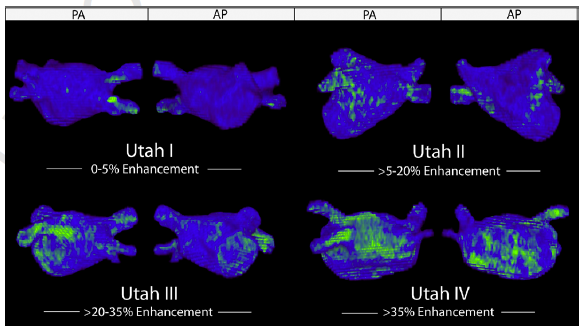 PA AP PA AP
Utah I
0-5% Enhancement
Utah II
>5-20% Enhancement
Utah III
>20-35% Enhancement
Utah IV
>35% Enhancement